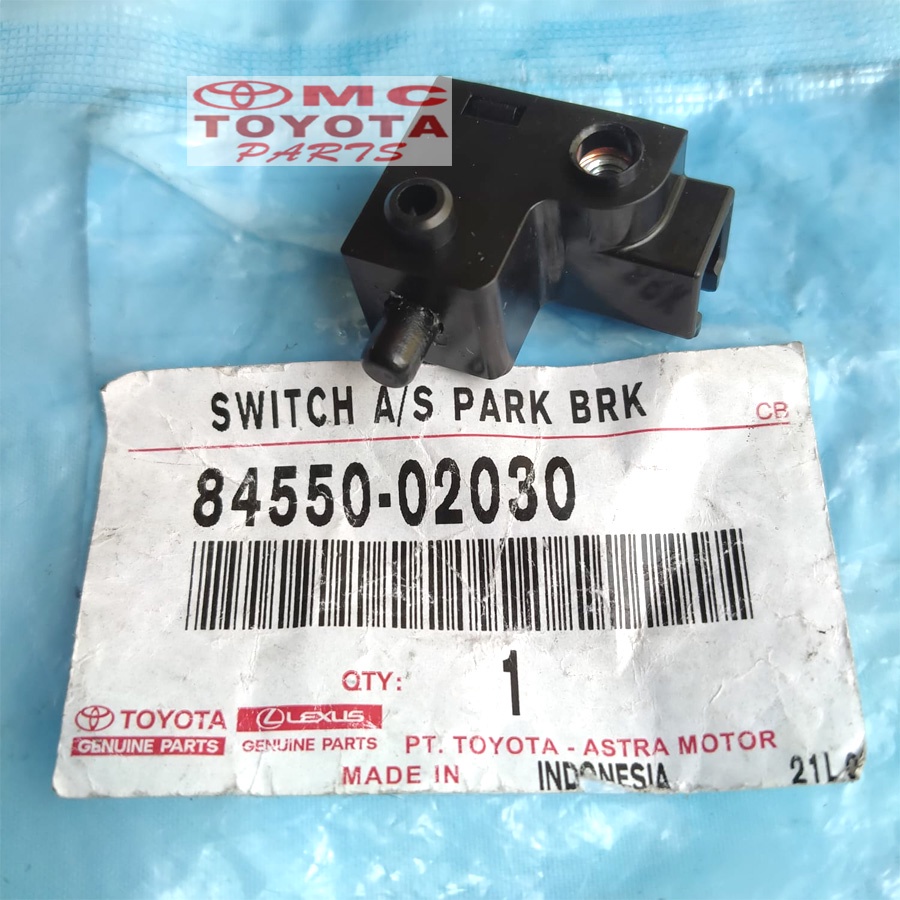 MC
TOYOTA
PARTS
SWITCH A/S PARK BRK
CB
84550-02030
QTY: 1
TOYOTA
GENUINE PARTS
LEXUS
GENUINE PARTS
PT. TOYOTA - ASTRA MOTOR
MADE IN INDONESIA
21L